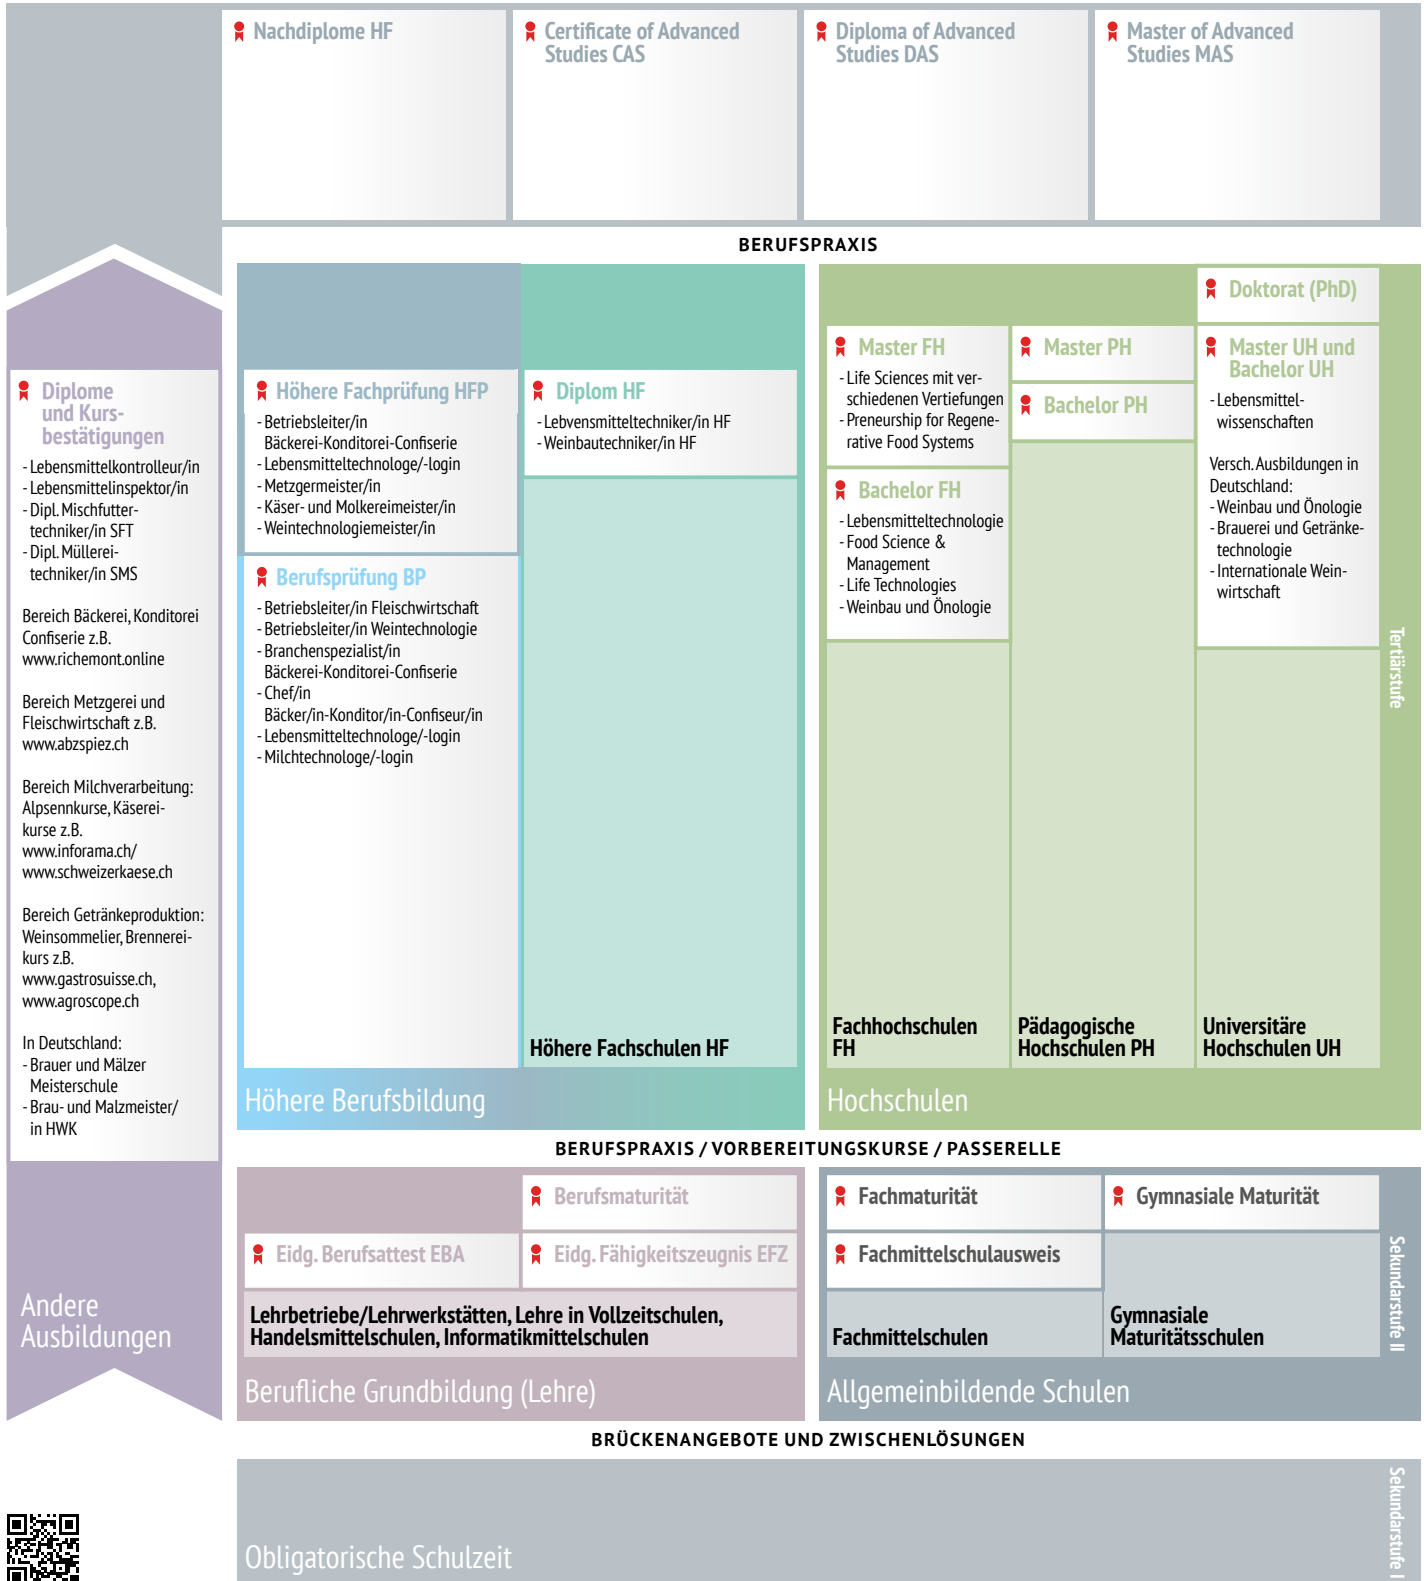 Nachdiplome HF
Certificate of Advanced
Studies CAS
Diploma of Advanced
Studies DAS
Master of Advanced
Studies MAS
BERUFSPRAXIS
Diplome
und Kurs-
bestätigungen
- Lebensmittelkontrolleur/in
- Lebensmittelinspektor/in
- Dipl. Mischfutter-
techniker/in SFT
- Dipl. Müllerei-
techniker/in SMS
Bereich Bäckerei, Konditorei
Confiserie z.B.
www.richemont.online
Bereich Metzgerei und
Fleischwirtschaft z.B.
www.abzspiez.ch
Bereich Milchverarbeitung:
Alpsennkurse, Käserei-
kurse z.B.
www.inforama.ch/
www.schweizerkaese.ch
Bereich Getränkeproduktion:
Weinsommelier, Brennerei-
kurs z.B.
www.gastrosuisse.ch,
www.agroscope.ch
In Deutschland:
- Brauer und Mälzer
Meisterschule
- Brau- und Malzmeister/
in HWK
Andere
Ausbildungen
Höhere Fachprüfung HFP
- Betriebsleiter/in
Bäckerei-Konditorei-Confiserie
- Lebensmitteltechnologe/-login
- Metzgermeister/in
- Käser- und Molkereimeister/in
- Weintechnologiemeister/in
Berufsprüfung BP
- Betriebsleiter/in Fleischwirtschaft
- Betriebsleiter/in Weintechnologie
- Branchenspezialist/in
Bäckerei-Konditorei-Confiserie
- Chef/in
Bäcker/in-Konditor/in-Confiseur/in
- Lebensmitteltechnologe/-login
- Milchtechnologe/-login
Diplom HF
- Lebvensmitteltechniker/in HF
- Weinbautechniker/in HF
Höhere Fachschulen HF
Höhere Berufsbildung
Master FH
- Life Sciences mit ver-
schiedenen Vertiefungen
- Preneurship for Regene-
rative Food Systems
Bachelor FH
- Lebensmitteltechnologie
- Food Science &
Management
- Life Technologies
- Weinbau und Önologie
Fachhochschulen
FH
Master PH
Bachelor PH
Pädagogische
Hochschulen PH
Doktorat (PhD)
Master UH und
Bachelor UH
- Lebensmittel-
wissenschaften
Versch. Ausbildungen in
Deutschland:
- Weinbau und Önologie
- Brauerei und Getränke-
technologie
- Internationale Wein-
wirtschaft
Universitäre
Hochschulen UH
Hochschulen
Tertiärstufe
BERUFSPRAXIS / VORBEREITUNGSKURSE / PASSERELLE
Berufsmaturität
Eidg. Berufsattest EBA
Eidg. Fähigkeitszeugnis EFZ
Lehrbetriebe/Lehrwerkstätten, Lehre in Vollzeitschulen,
Handelsmittelschulen, Informatikmittelschulen
Berufliche Grundbildung (Lehre)
Fachmaturität
Fachmittelschulausweis
Fachmittelschulen
Gymnasiale Maturität
Gymnasiale
Maturitätsschulen
Allgemeinbildende Schulen
Sekundarstufe II
BRÜCKENANGEBOTE UND ZWISCHENLÖSUNGEN
Obligatorische Schulzeit
Sekundarstufe I